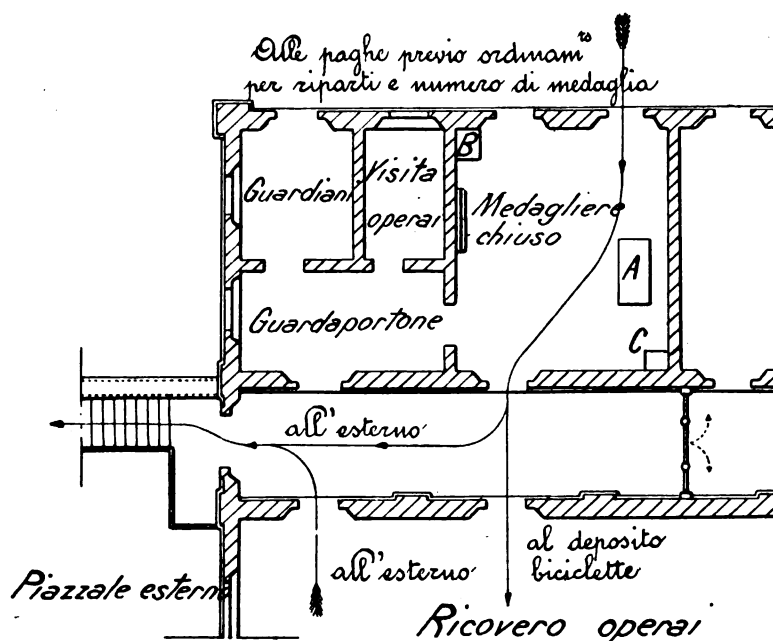 Alle paghe previo ordinam^to
per riparti e numero di medaglia
B
Guardiani
Visita
operai
Medagliere
chiuso
A
Guardaportone
C
all'esterno
al deposito
biciclette
all'esterno
Piazzale esterno
Ricovero operai